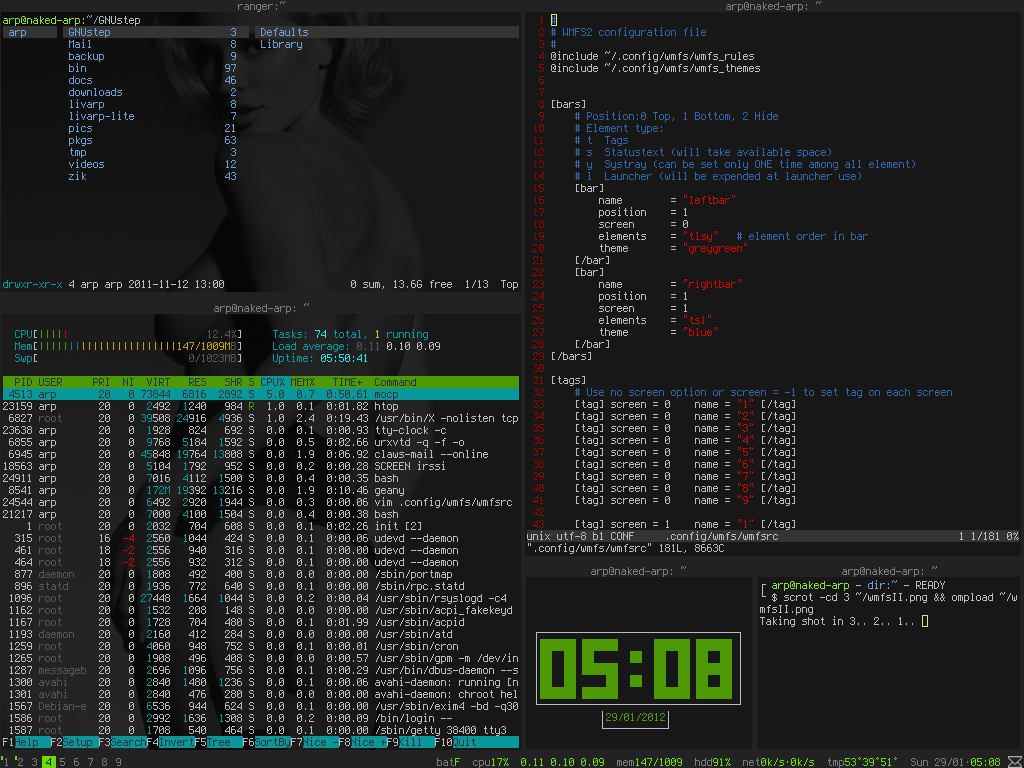 ranger:~
arp@naked-arp:~/GNUstep
arp GNUstep 3 Defaults
Mail 8 Library
backup 9
bin 97
docs 46
downloads 2
livarp 8
livarp-lite 7
pics 21
pkgs 63
tmp 3
videos 12
zik 43
drwxr-xr-x 4 arp arp 2011-11-12 13:00 0 sum, 13.6G free 1/13 Top
arp@naked-arp: ~
CPU[||||| 12.4%] Tasks: 74 total, 1 running
Mem[||||||||||||||||||||||||||147/1009MB] Load average: 0.11 0.10 0.09
Swp[ 0/1023MB] Uptime: 05:50:41
PID USER PRI NI VIRT RES SHR S CPU% MEM% TIME+ Command
4513 arp 20 0 73844 6816 2892 S 5.0 0.7 0:50.61 mocp
23159 arp 20 0 2492 1240 984 R 1.0 0.1 0:01.82 htop
6827 root 20 0 39508 24916 4936 S 1.0 2.4 0:19.43 /usr/bin/X -nolisten tcp
23638 arp 20 0 1928 824 692 S 0.0 0.1 0:00.93 tty-clock -c
6855 arp 20 0 9768 5184 1592 S 0.0 0.5 0:02.66 urxvtd -q -f -o
6945 arp 20 0 45848 19764 13808 S 0.0 1.9 0:06.92 claws-mail --online
18563 arp 20 0 5104 1792 952 S 0.0 0.2 0:00.28 SCREEN irssi
24911 arp 20 0 7016 4112 1500 S 0.0 0.4 0:00.35 bash
8541 arp 20 0 172M 19392 13216 S 0.0 1.9 0:10.46 geany
24544 arp 20 0 6492 2920 1944 S 0.0 0.3 0:00.06 vim .config/wmfs/wmfsrc
21217 arp 20 0 7000 4100 1504 S 0.0 0.4 0:00.38 bash
1 root 20 0 2032 704 608 S 0.0 0.1 0:02.26 init [2]
315 root 16 -4 2560 1044 424 S 0.0 0.1 0:00.06 udevd --daemon
461 root 18 -2 2556 940 316 S 0.0 0.1 0:00.00 udevd --daemon
464 root 18 -2 2556 932 312 S 0.0 0.1 0:00.00 udevd --daemon
877 daemon 20 0 1808 492 400 S 0.0 0.0 0:00.00 /sbin/portmap
896 statd 20 0 1936 772 640 S 0.0 0.1 0:00.00 /sbin/rpc.statd
1096 root 20 0 27448 1664 1044 S 0.0 0.2 0:00.08 /usr/sbin/rsyslogd -c4
1162 root 20 0 1532 208 148 S 0.0 0.0 0:00.00 /usr/sbin/acpi_fakekeyd
1167 root 20 0 1728 704 480 S 0.0 0.1 0:01.99 /usr/sbin/acpid
1193 daemon 20 0 2160 412 284 S 0.0 0.0 0:00.00 /usr/sbin/atd
1259 root 20 0 4060 948 752 S 0.0 0.1 0:00.01 /usr/sbin/cron
1265 root 20 0 1908 496 408 S 0.0 0.0 0:00.57 /usr/sbin/gpm -m /dev/in
1287 messageb 20 0 2696 1096 756 S 0.0 0.1 0:00.29 /usr/bin/dbus-daemon --s
1300 avahi 20 0 2840 1480 1236 S 0.0 0.1 0:00.06 avahi-daemon: running [n
1301 avahi 20 0 2840 476 280 S 0.0 0.0 0:00.00 avahi-daemon: chroot hel
1567 Debian-e 20 0 6536 944 624 S 0.0 0.1 0:00.00 /usr/sbin/exim4 -bd -q30
1586 root 20 0 2992 1636 1308 S 0.0 0.2 0:00.09 /bin/login --
1587 root 20 0 1708 540 464 S 0.0 0.1 0:00.00 /sbin/getty 38400 tty3
F1Help F2Setup F3SearchF4InvertF5Tree F6SortByF7Nice -F8Nice +F9Kill F10Quit
arp@naked-arp: ~
1 #
2 # WMFS2 configuration file
3 #
4 @include ~/.config/wmfs/wmfs_rules
5 @include ~/.config/wmfs/wmfs_themes
6
7
8 [bars]
9 # Position:0 Top, 1 Bottom, 2 Hide
10 # Element type:
11 # t Tags
12 # s Statustext (will take available space)
13 # y Systray (can be set only ONE time among all element)
14 # l Launcher (will be expended at launcher use)
15 [bar]
16 name = "leftbar"
17 position = 1
18 screen = 0
19 elements = "tlsy" # element order in bar
20 theme = "greygreen"
21 [/bar]
22 [bar]
23 name = "rightbar"
24 position = 1
25 screen = 1
26 elements = "tsl"
27 theme = "blue"
28 [/bar]
29 [/bars]
30
31 [tags]
32 # Use no screen option or screen = -1 to set tag on each screen
33 [tag] screen = 0 name = "1" [/tag]
34 [tag] screen = 0 name = "2" [/tag]
35 [tag] screen = 0 name = "3" [/tag]
36 [tag] screen = 0 name = "4" [/tag]
37 [tag] screen = 0 name = "5" [/tag]
38 [tag] screen = 0 name = "6" [/tag]
39 [tag] screen = 0 name = "7" [/tag]
40 [tag] screen = 0 name = "8" [/tag]
41 [tag] screen = 0 name = "9" [/tag]
42
43 [tag] screen = 1 name = "1" [/tag]
unix utf-8 b1 CONF .config/wmfs/wmfsrc 1 1/181 0%
".config/wmfs/wmfsrc" 181L, 8663C
arp@naked-arp: ~
05:08
29/01/2012
arp@naked-arp: ~
arp@naked-arp - dir:~ - READY
$ scrot -cd 3 ~/wmfsII.png && ompload ~/w
mfsII.png
Taking shot in 3.. 2.. 1..
1 2 3 4 5 6 7 8 9 batF cpu17% 0.11 0.10 0.09 mem147/1009 hdd91% net0k/s·0k/s tmp53°39°51° Sun 29/01·05:08